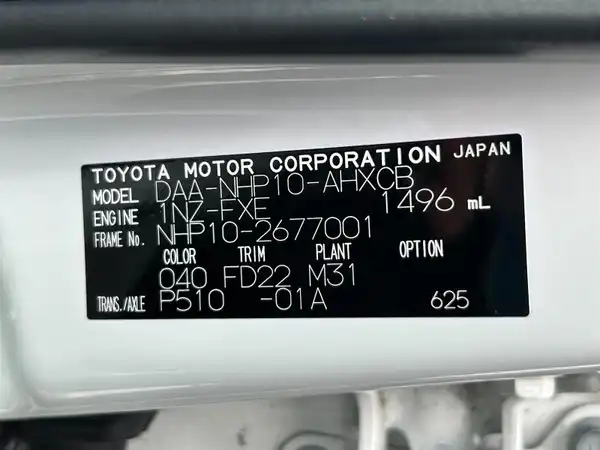 TOYOTA MOTOR CORPORATION JAPAN
MODEL DAA-NHP10-AHXCB
ENGINE 1NZ-FXE 1496 mL
FRAME No. NHP10-2677001
COLOR TRIM PLANT OPTION
040 FD22 M31
TRANS./AXLE P510 -01A 625